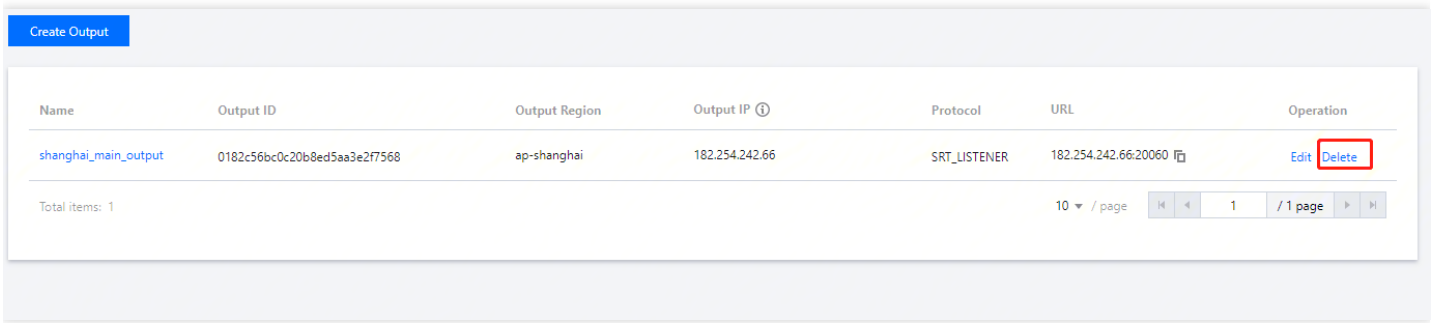 Create Output
Name Output ID Output Region Output IP Protocol URL Operation
shanghai_main_output 0182c56bc0c20b8ed5aa3e2f7568 ap-shanghai 182.254.242.66 SRT_LISTENER 182.254.242.66:20060 Edit Delete
Total items: 1 10 / page 1 / 1 page